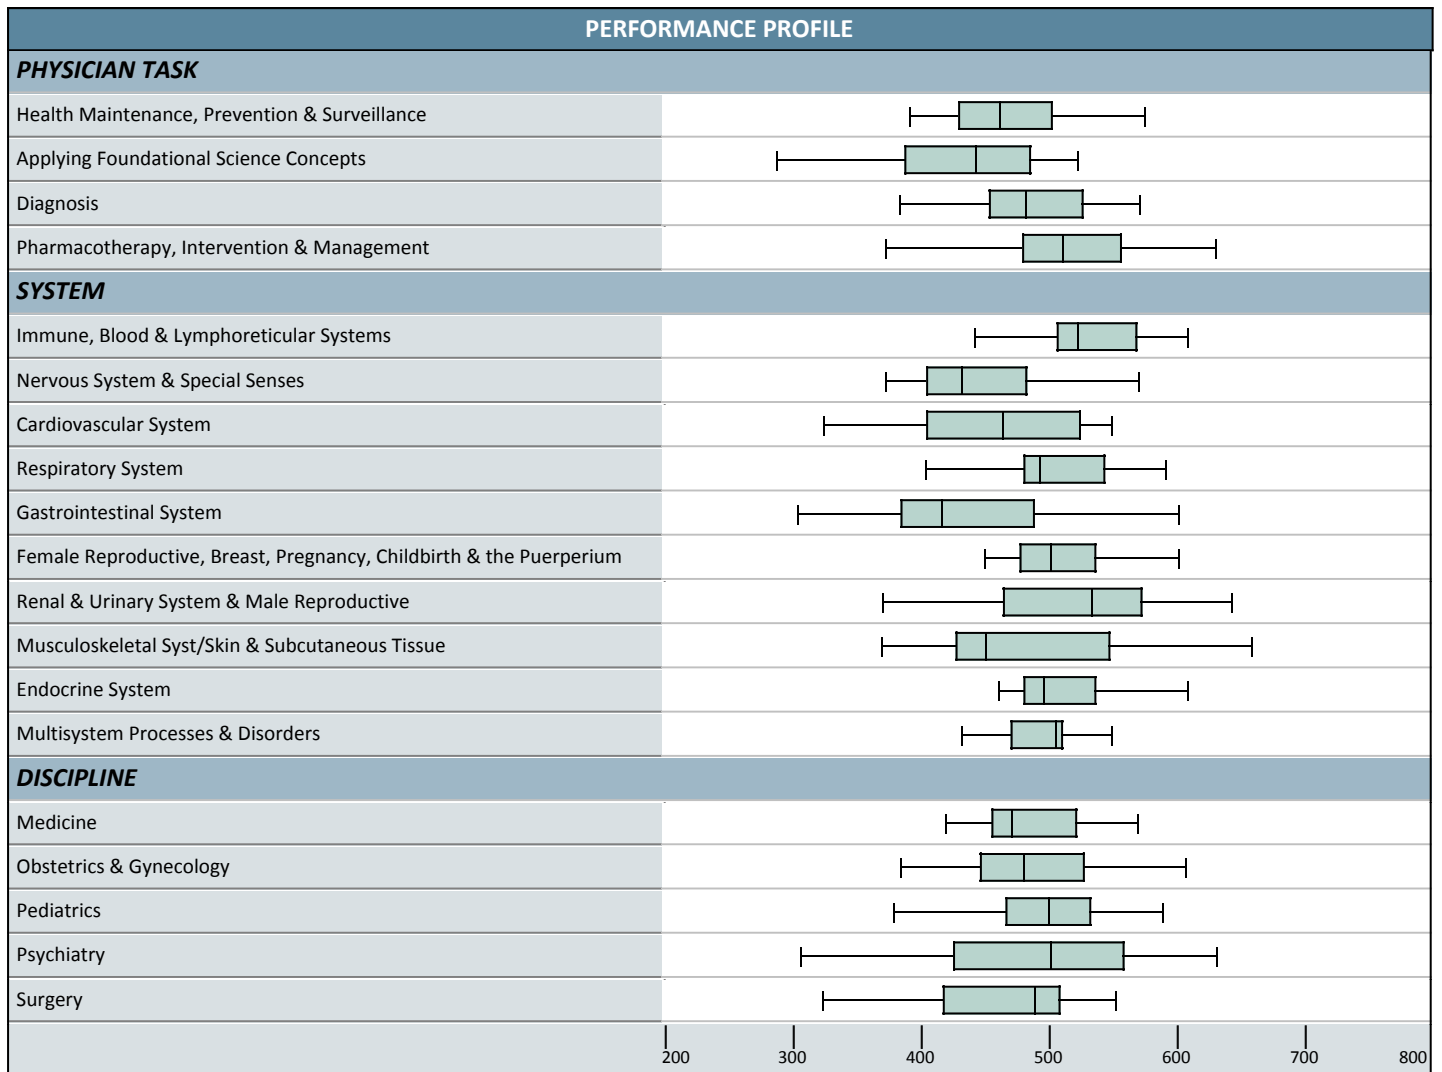 PERFORMANCE PROFILE
PHYSICIAN TASK
Health Maintenance, Prevention & Surveillance
Applying Foundational Science Concepts
Diagnosis
Pharmacotherapy, Intervention & Management
SYSTEM
Immune, Blood & Lymphoreticular Systems
Nervous System & Special Senses
Cardiovascular System
Respiratory System
Gastrointestinal System
Female Reproductive, Breast, Pregnancy, Childbirth & the Puerperium
Renal & Urinary System & Male Reproductive
Musculoskeletal Syst/Skin & Subcutaneous Tissue
Endocrine System
Multisystem Processes & Disorders
DISCIPLINE
Medicine
Obstetrics & Gynecology
Pediatrics
Psychiatry
Surgery
200 300 400 500 600 700 800